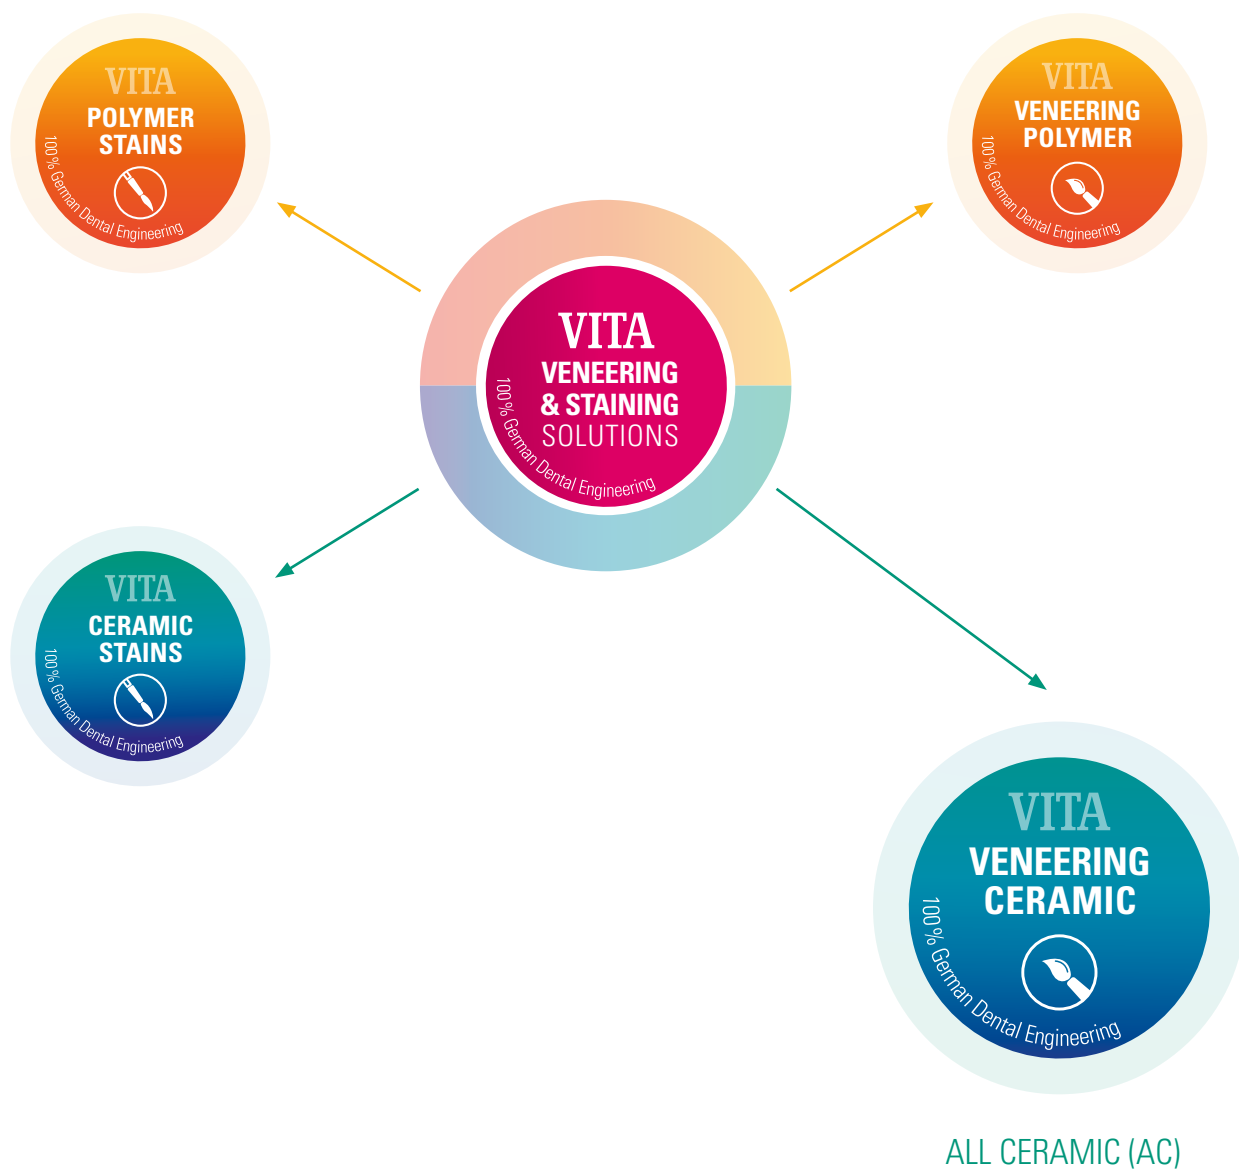 VITA
POLYMER
STAINS
100% German Dental Engineering
VITA
VENEERING
POLYMER
100% German Dental Engineering
VITA
VENEERING
& STAINING
SOLUTIONS
100% German Dental Engineering
VITA
CERAMIC
STAINS
100% German Dental Engineering
VITA
VENEERING
CERAMIC
100% German Dental Engineering
ALL CERAMIC (AC)